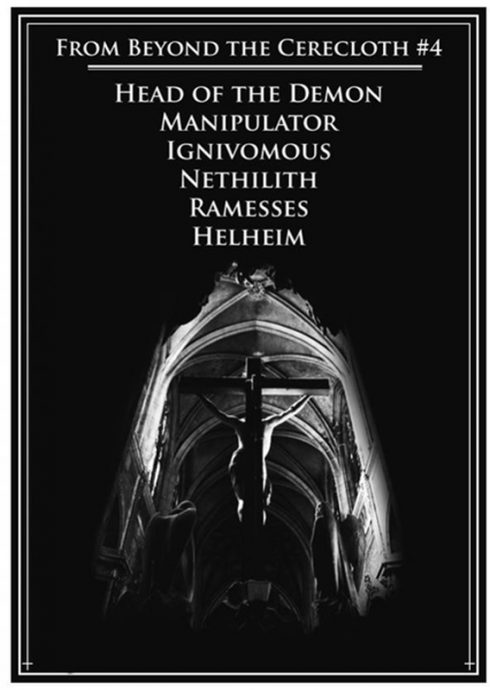 From Beyond the Cerecloth #4
Head of the Demon
Manipulator
Ignivomous
Nethilith
Ramesses
Helheim